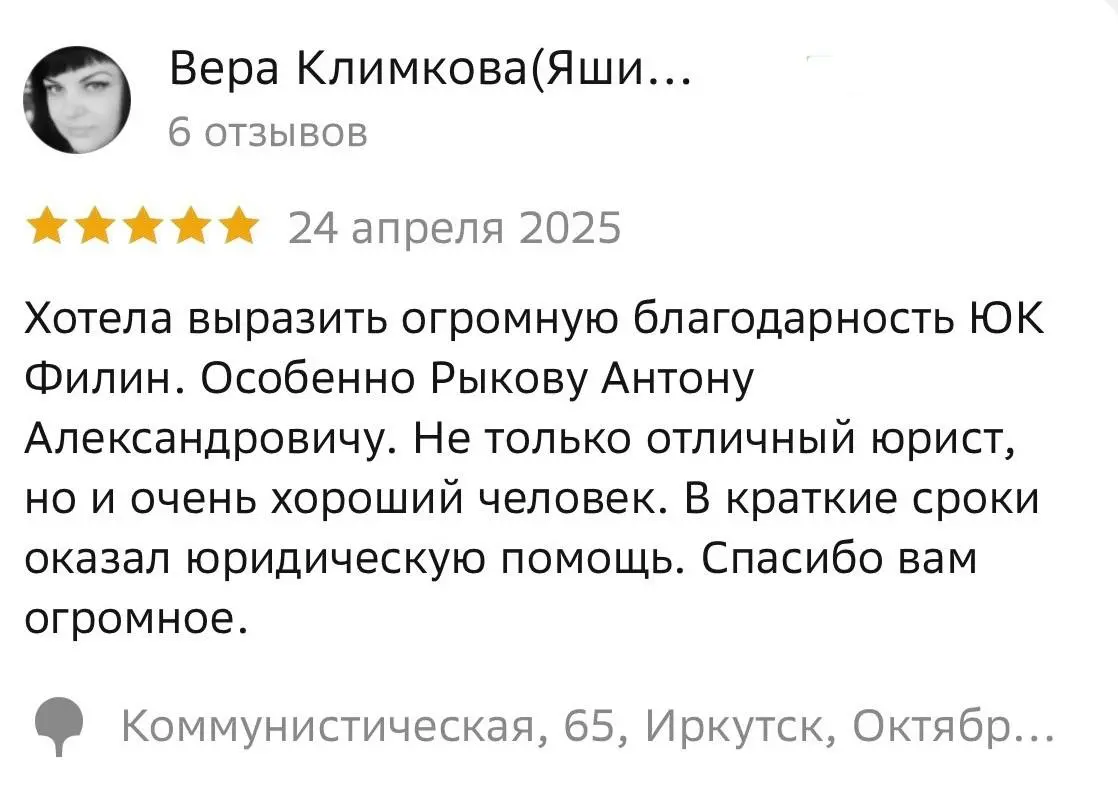 Вера Климкова(Яши...
6 отзывов
24 апреля 2025
Хотела выразить огромную благодарность ЮК
Филин. Особенно Рыкову Антону
Александровичу. Не только отличный юрист,
но и очень хороший человек. В краткие сроки
оказал юридическую помощь. Спасибо вам
огромное.
Коммунистическая, 65, Иркутск, Октябр...